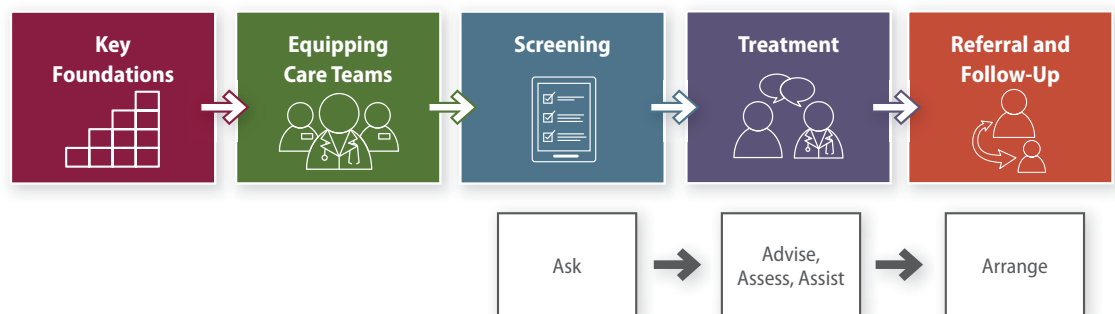 Key
Foundations
Equipping
Care Teams
Screening
Treatment
Referral and
Follow-Up
Ask
Advise,
Assess, Assist
Arrange